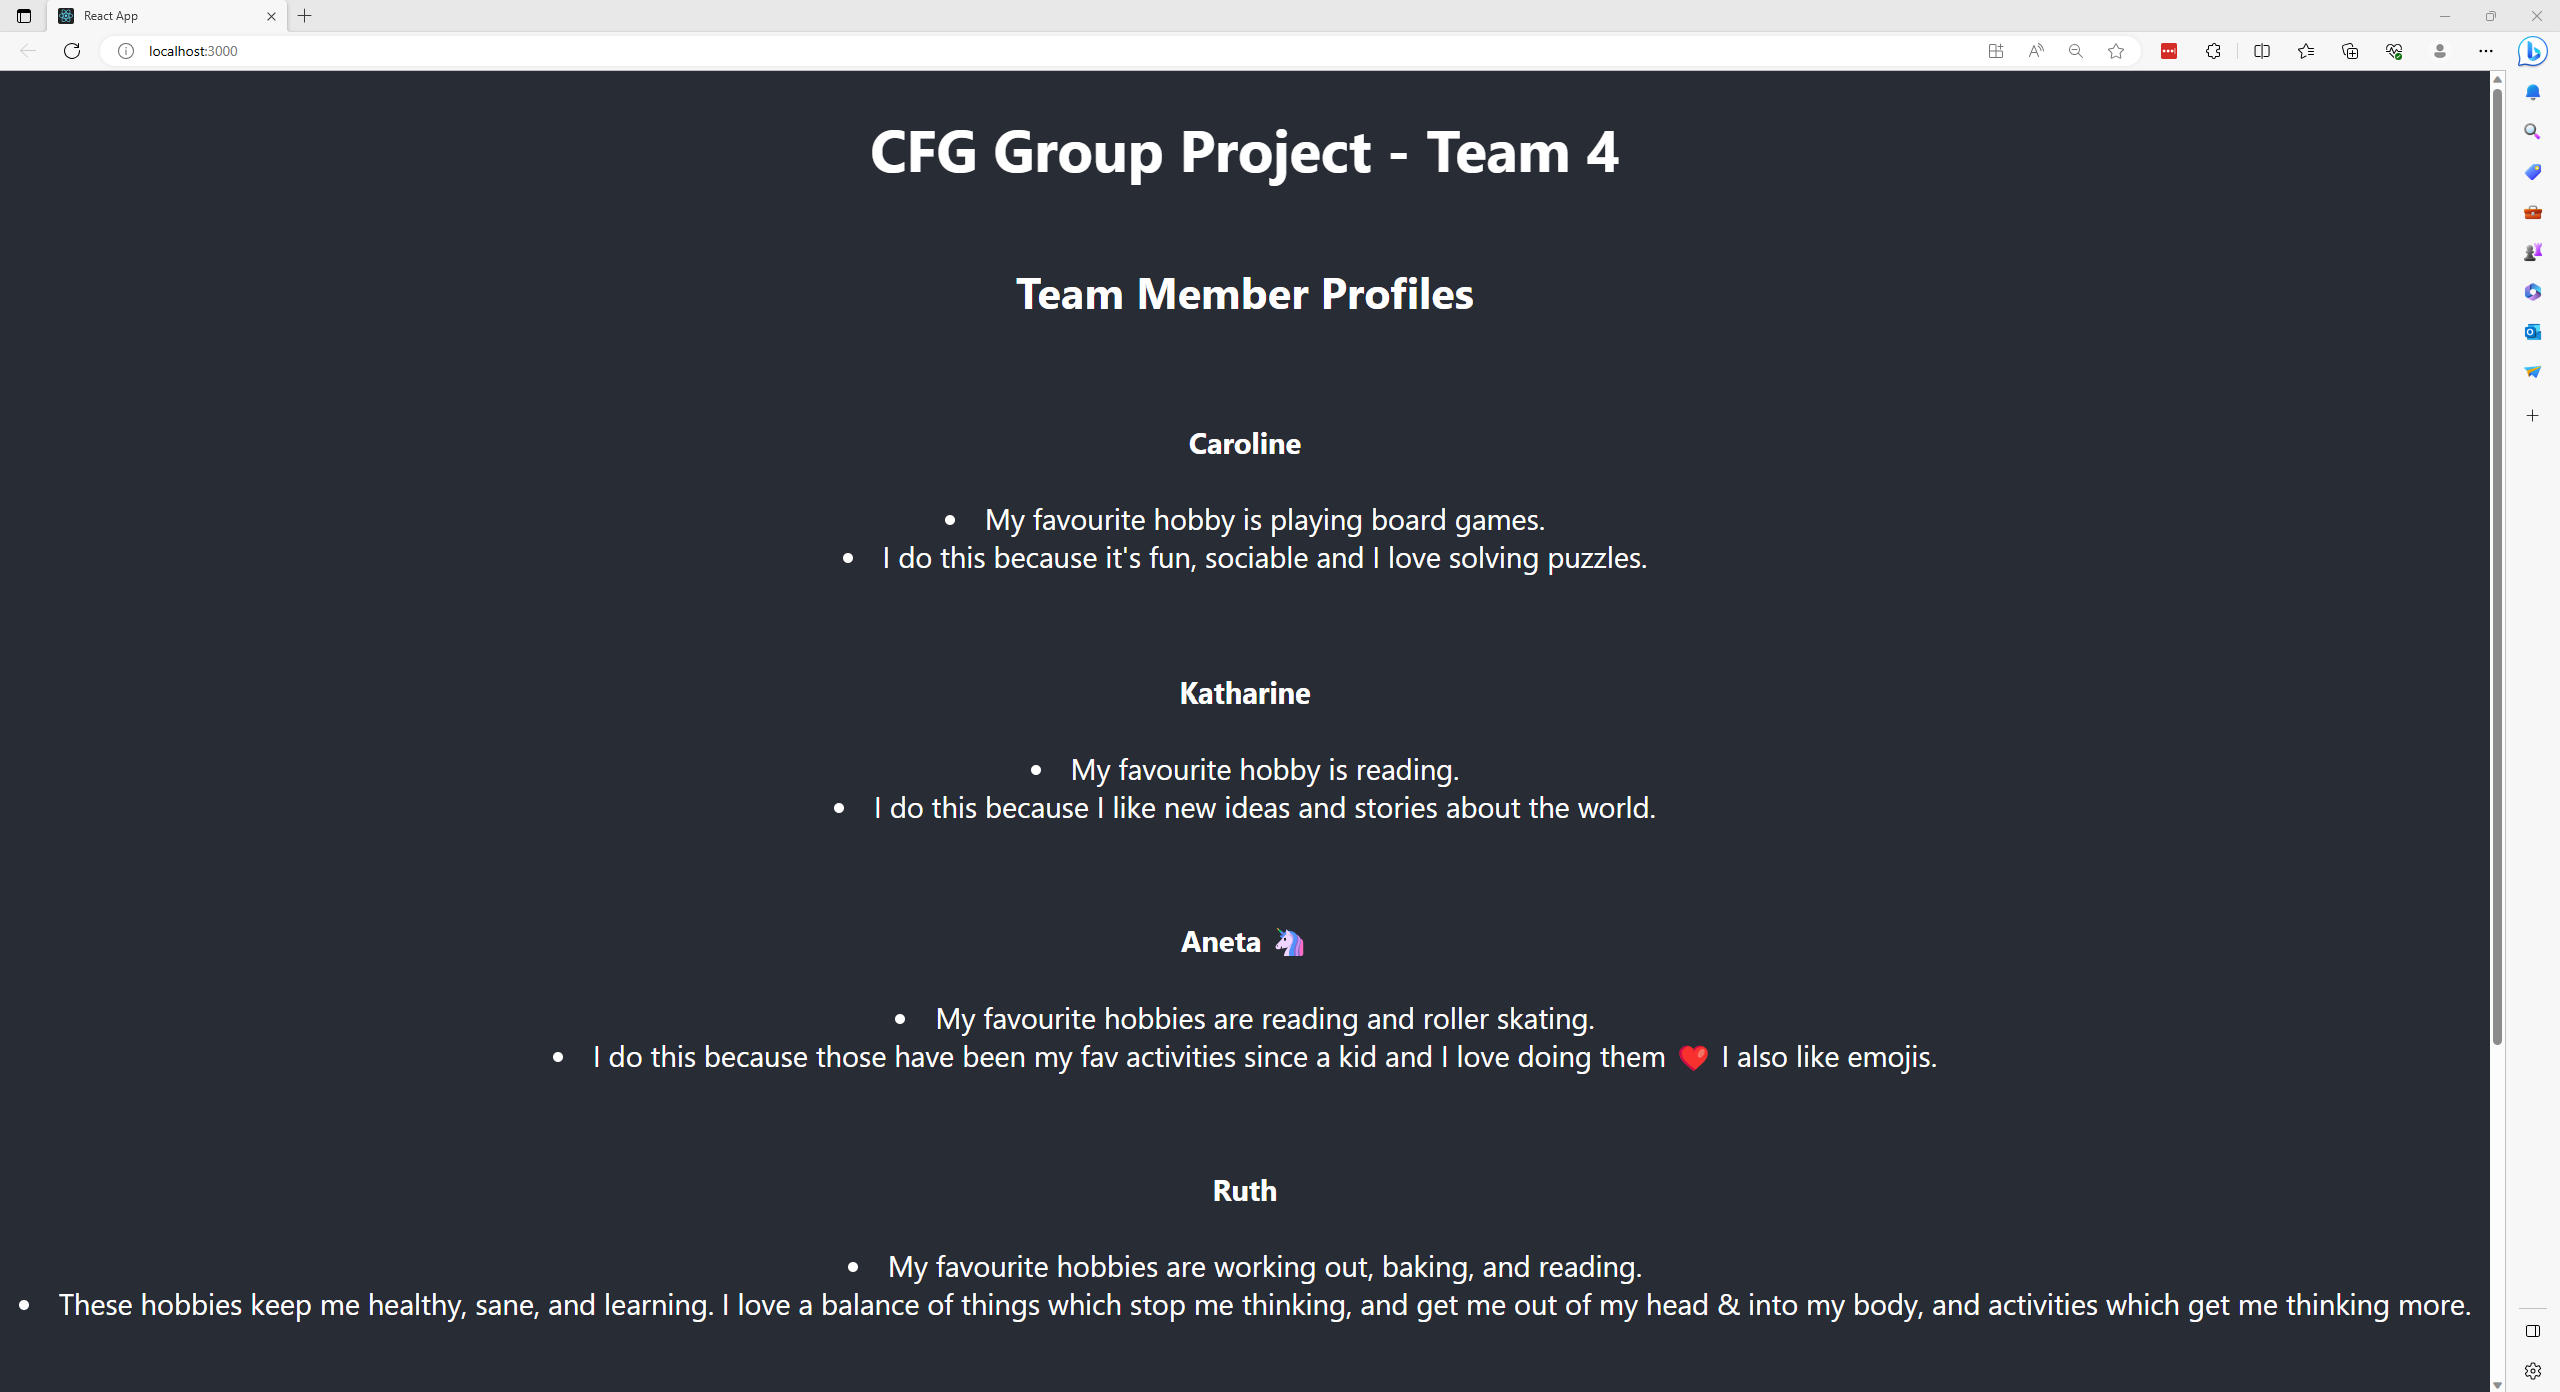 React App
localhost:3000
CFG Group Project - Team 4
Team Member Profiles
Caroline
• My favourite hobby is playing board games.
• I do this because it's fun, sociable and I love solving puzzles.
Katharine
• My favourite hobby is reading.
• I do this because I like new ideas and stories about the world.
Aneta 🦄
• My favourite hobbies are reading and roller skating.
• I do this because those have been my fav activities since a kid and I love doing them ❤️ I also like emojis.
Ruth
• My favourite hobbies are working out, baking, and reading.
• These hobbies keep me healthy, sane, and learning. I love a balance of things which stop me thinking, and get me out of my head & into my body, and activities which get me thinking more.